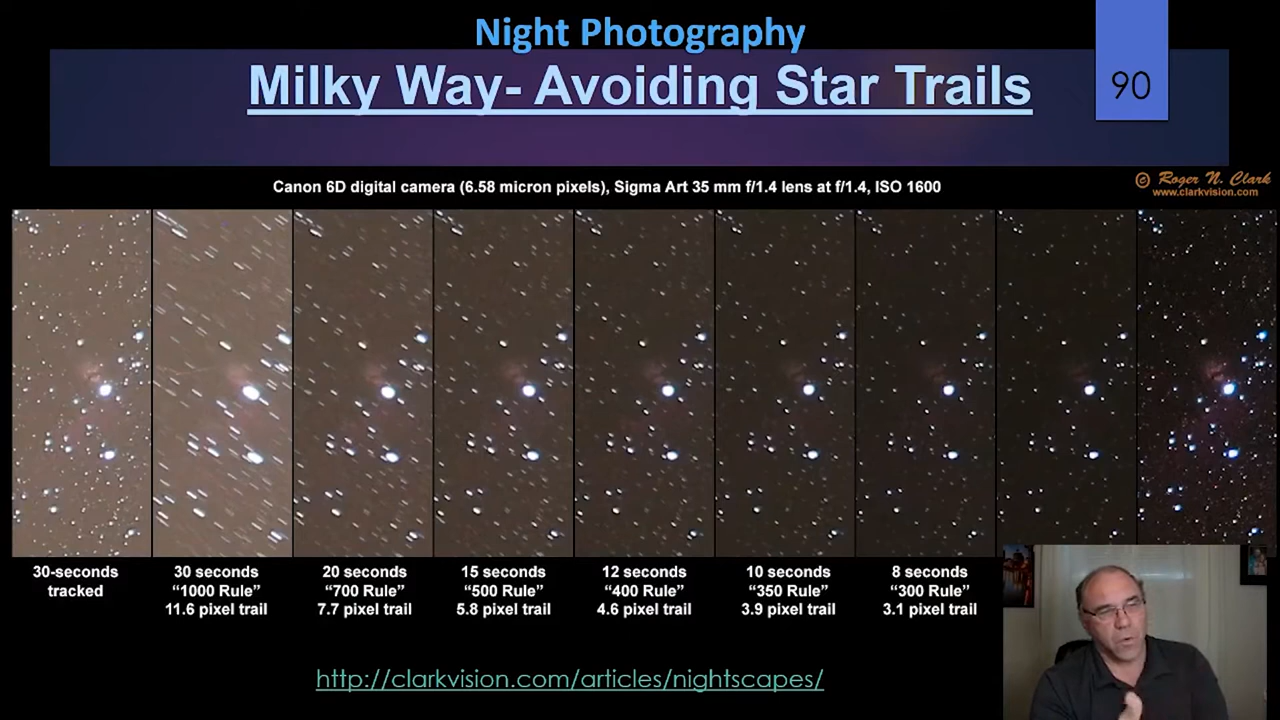 Night Photography
Milky Way- Avoiding Star Trails
90
Canon 6D digital camera (6.58 micron pixels), Sigma Art 35 mm f/1.4 lens at f/1.4, ISO 1600
© Roger N. Clark
www.clarkvision.com
30-seconds
tracked
30 seconds
“1000 Rule”
11.6 pixel trail
20 seconds
“700 Rule”
7.7 pixel trail
15 seconds
“500 Rule”
5.8 pixel trail
12 seconds
“400 Rule”
4.6 pixel trail
10 seconds
“350 Rule”
3.9 pixel trail
8 seconds
“300 Rule”
3.1 pixel trail
http://clarkvision.com/articles/nightscapes/